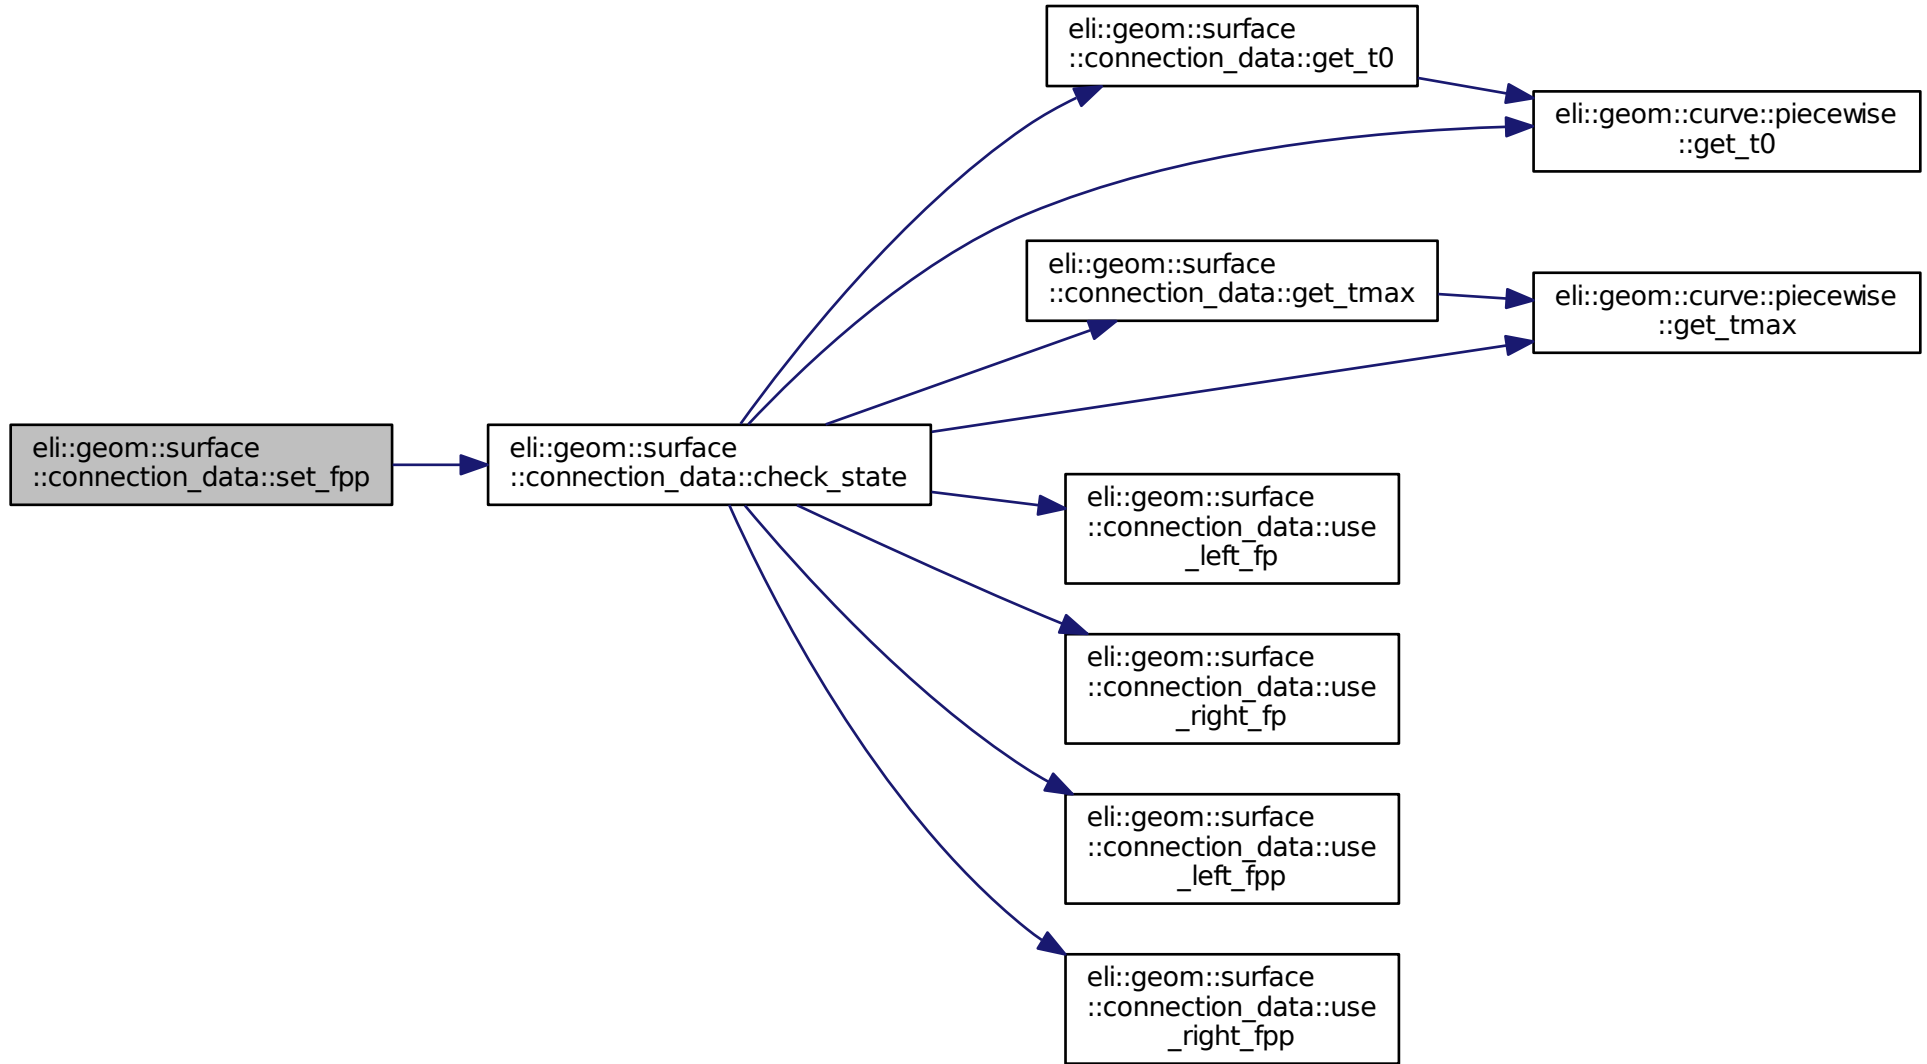 eli::geom::surface
::connection_data::set_fpp
eli::geom::surface
::connection_data::check_state
eli::geom::surface
::connection_data::get_t0
eli::geom::curve::piecewise
::get_t0
eli::geom::surface
::connection_data::get_tmax
eli::geom::curve::piecewise
::get_tmax
eli::geom::surface
::connection_data::use
_left_fp
eli::geom::surface
::connection_data::use
_right_fp
eli::geom::surface
::connection_data::use
_left_fpp
eli::geom::surface
::connection_data::use
_right_fpp